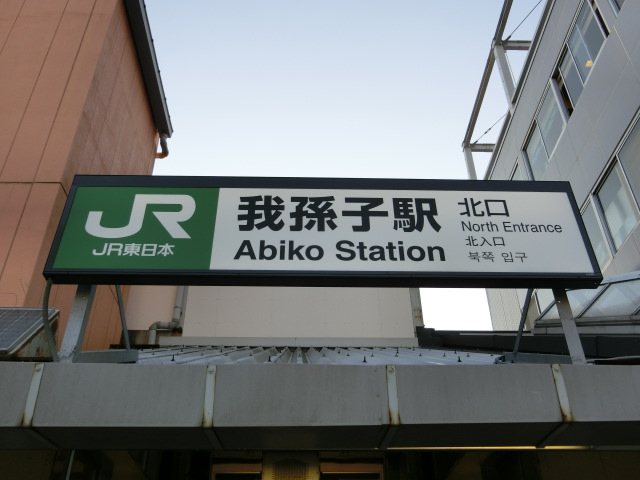 JR
JR東日本
我孫子駅
Abiko Station
北口
North Entrance
北入口
북쪽 입구